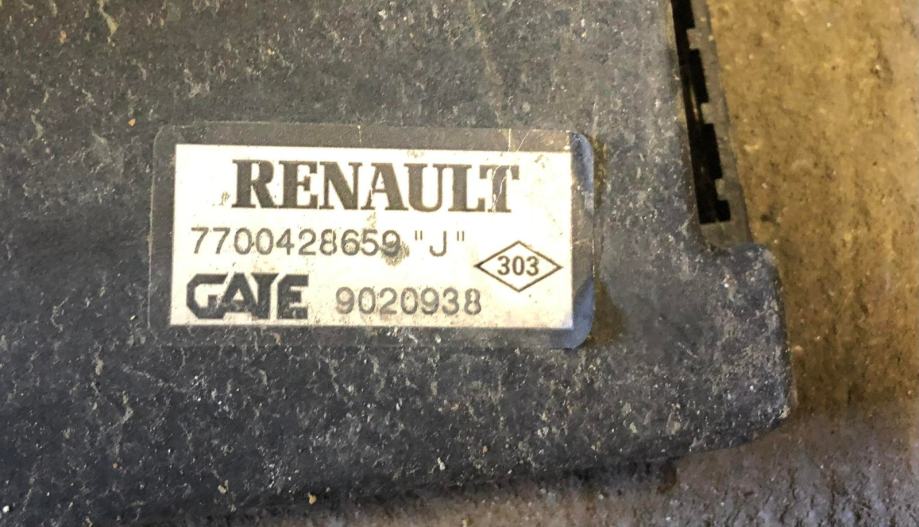 RENAULT
7700428659 "J"
303
GATE 9020938